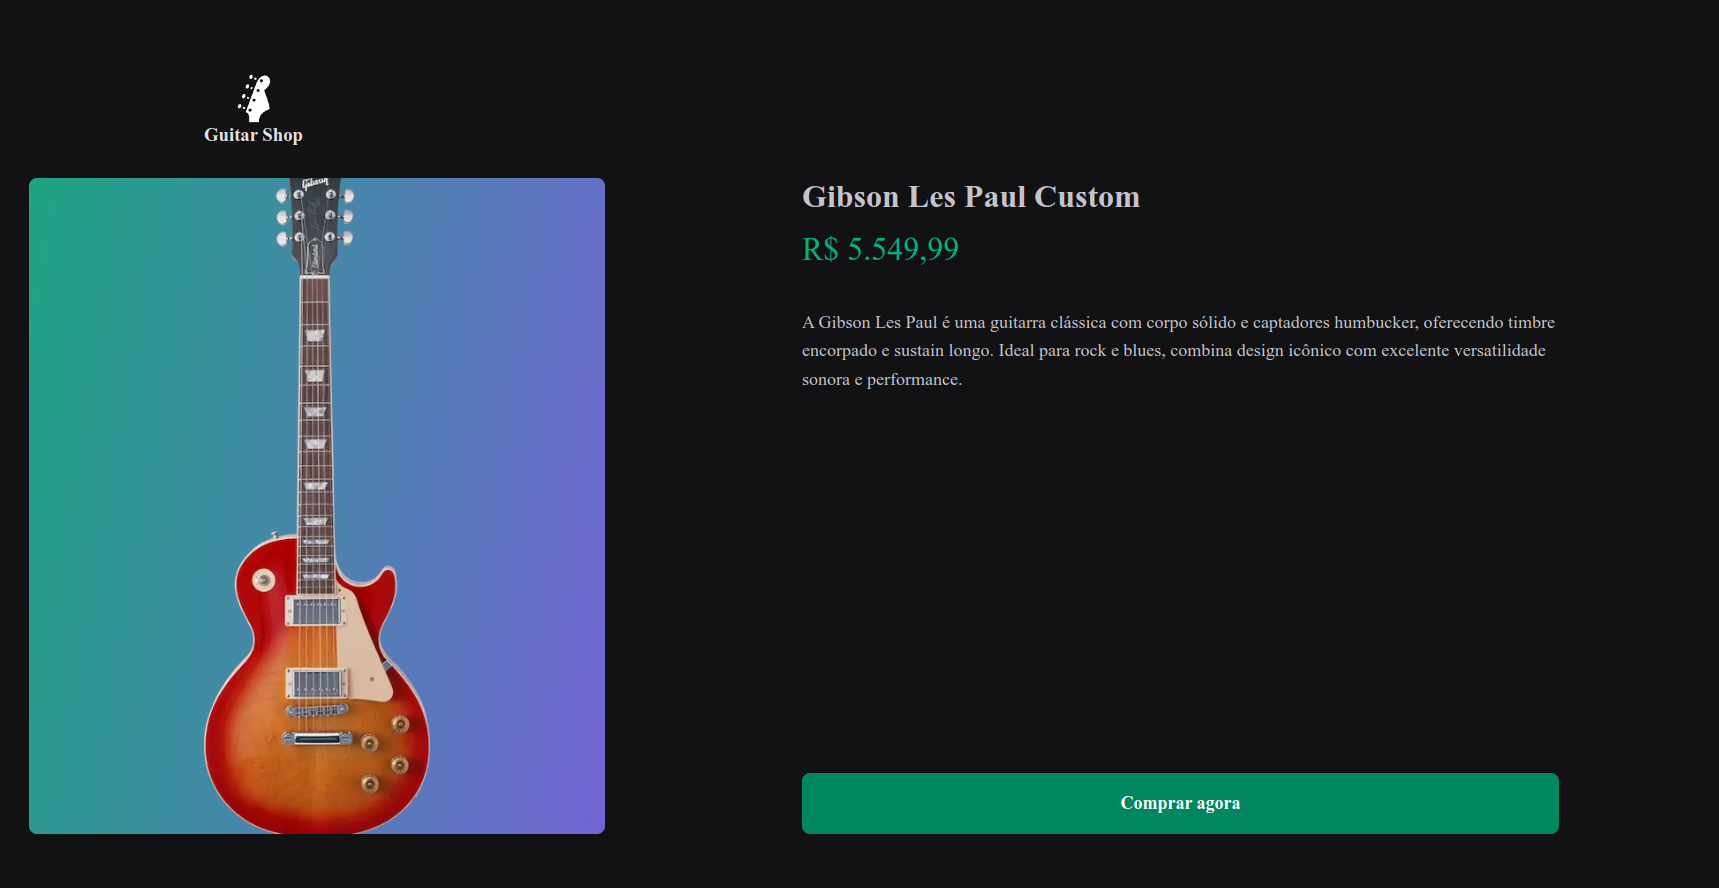 Guitar Shop
Gibson
Gibson Les Paul Custom
R$ 5.549,99
A Gibson Les Paul é uma guitarra clássica com corpo sólido e captadores humbucker, oferecendo timbre
encorpado e sustain longo. Ideal para rock e blues, combina design icônico com excelente versatilidade
sonora e performance.
Comprar agora